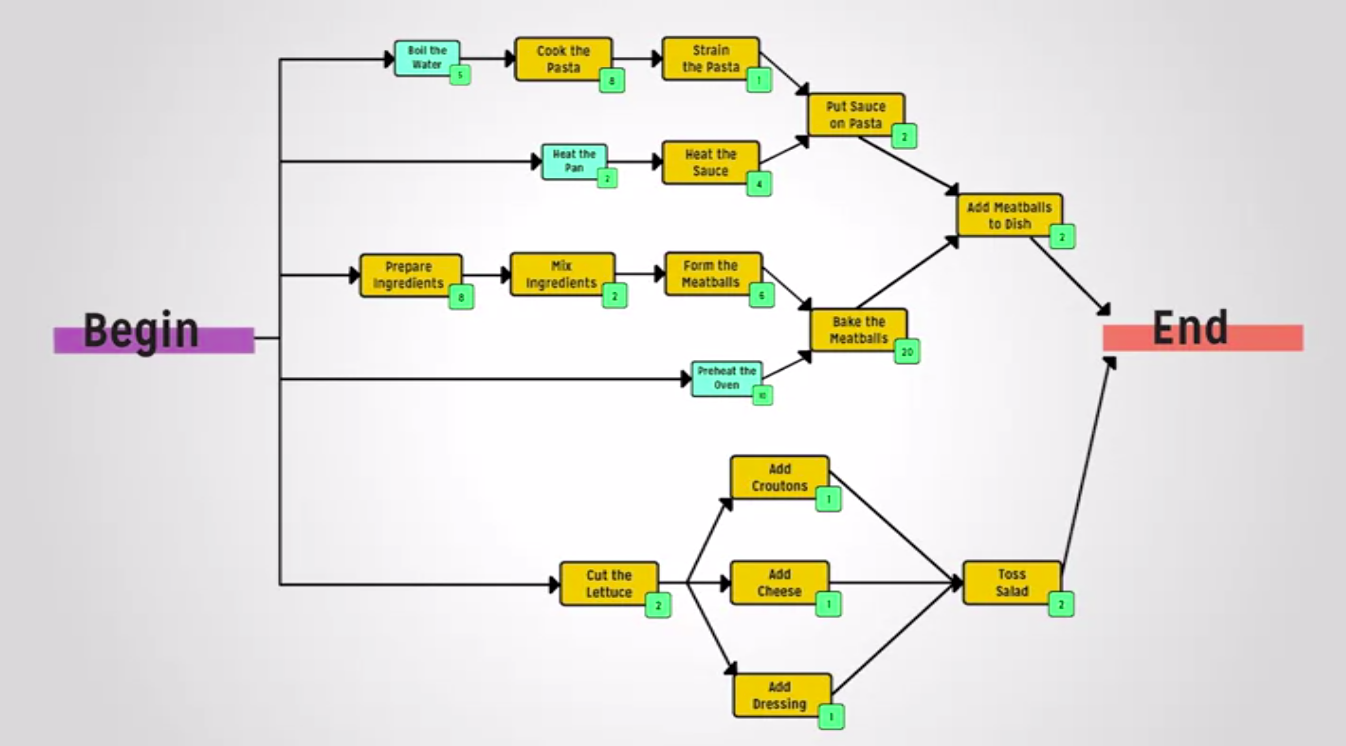 Boil the
Water
5
Cook the
Pasta
8
Strain
the Pasta
1
Put Sauce
on Pasta
2
Heat the
Pan
2
Heat the
Sauce
4
Add Meatballs
to Dish
2
Prepare
Ingredients
8
Mix
Ingredients
2
Form the
Meatballs
6
Begin
Bake the
Meatballs
20
End
Preheat the
Oven
10
Add
Croutons
1
Cut the
Lettuce
2
Add
Cheese
1
Toss
Salad
2
Add
Dressing
1